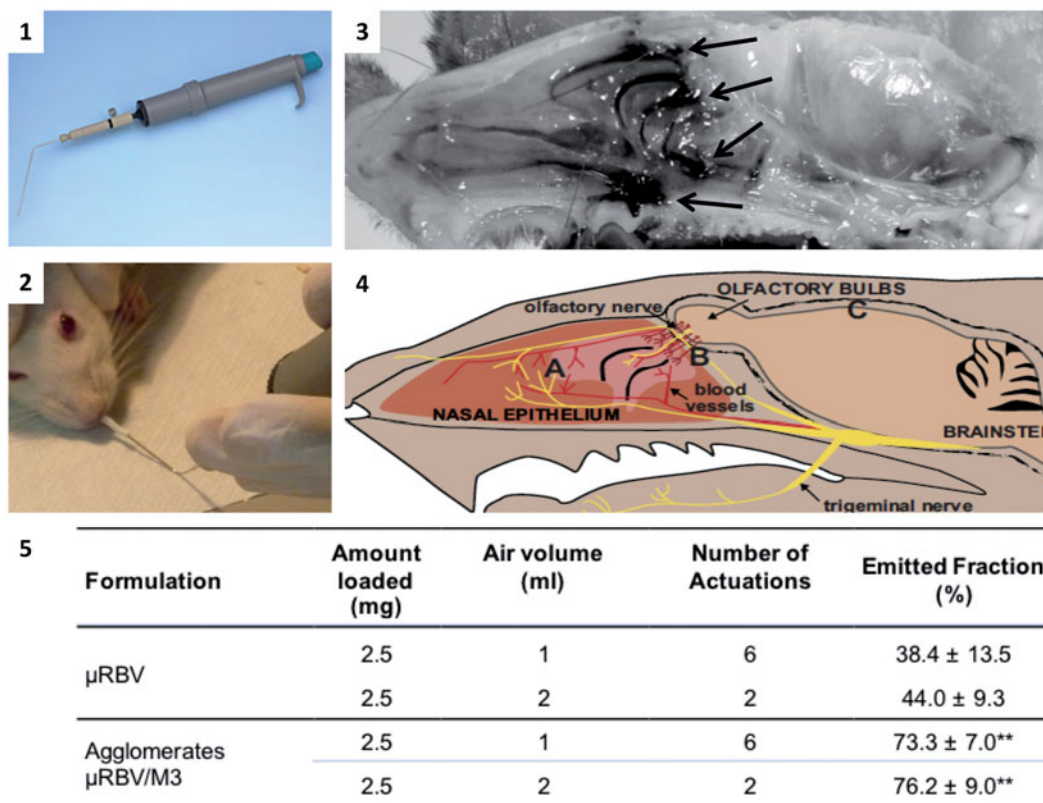 1
3
2
4
olfactory nerve
OLFACTORY BULBS
C
A
B
blood
vessels
NASAL EPITHELIUM
trigeminal nerve
5
Formulation Amount loaded (mg) Air volume (ml) Number of Actuations Emitted Fraction (%)
µRBV
2.5 1 6 38.4 ± 13.5
2.5 2 2 44.0 ± 9.3
Agglomerates
µRBV/M3
2.5 1 6 73.3 ± 7.0**
2.5 2 2 76.2 ± 9.0**